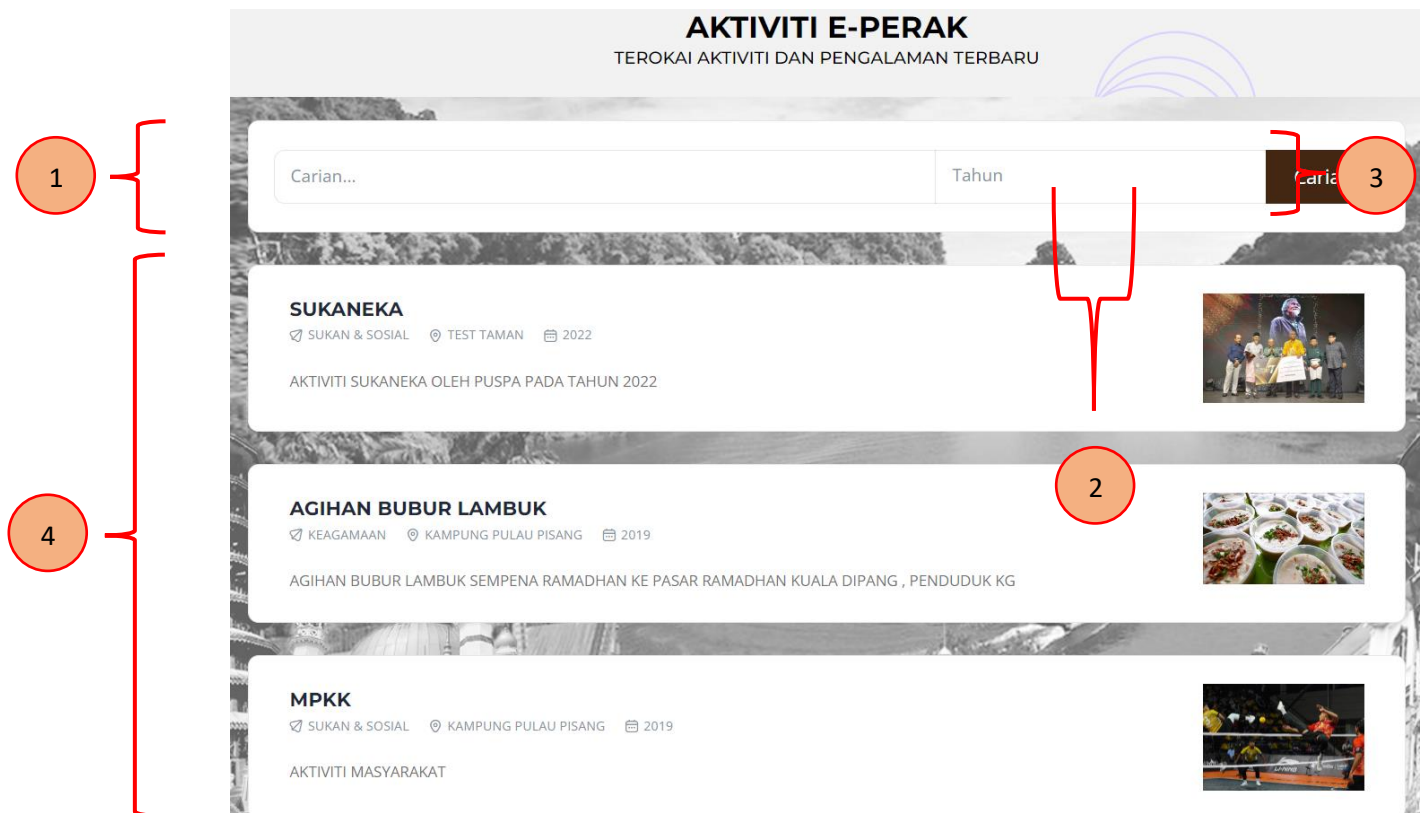 AKTIVITI E-PERAK
TEROKAI AKTIVITI DAN PENGALAMAN TERBARU
1
Carian...
Tahun
3
SUKANEKA
SUKAN & SOSIAL TEST TAMAN 2022
AKTIVITI SUKANEKA OLEH PUSPA PADA TAHUN 2022
2
AGIHAN BUBUR LAMBUK
KEAGAMAAN KAMPUNG PULAU PISANG 2019
AGIHAN BUBUR LAMBUK SEMPENA RAMADHAN KE PASAR RAMADHAN KUALA DIPANG , PENDUDUK KG
4
MPKK
SUKAN & SOSIAL KAMPUNG PULAU PISANG 2019
AKTIVITI MASYARAKAT